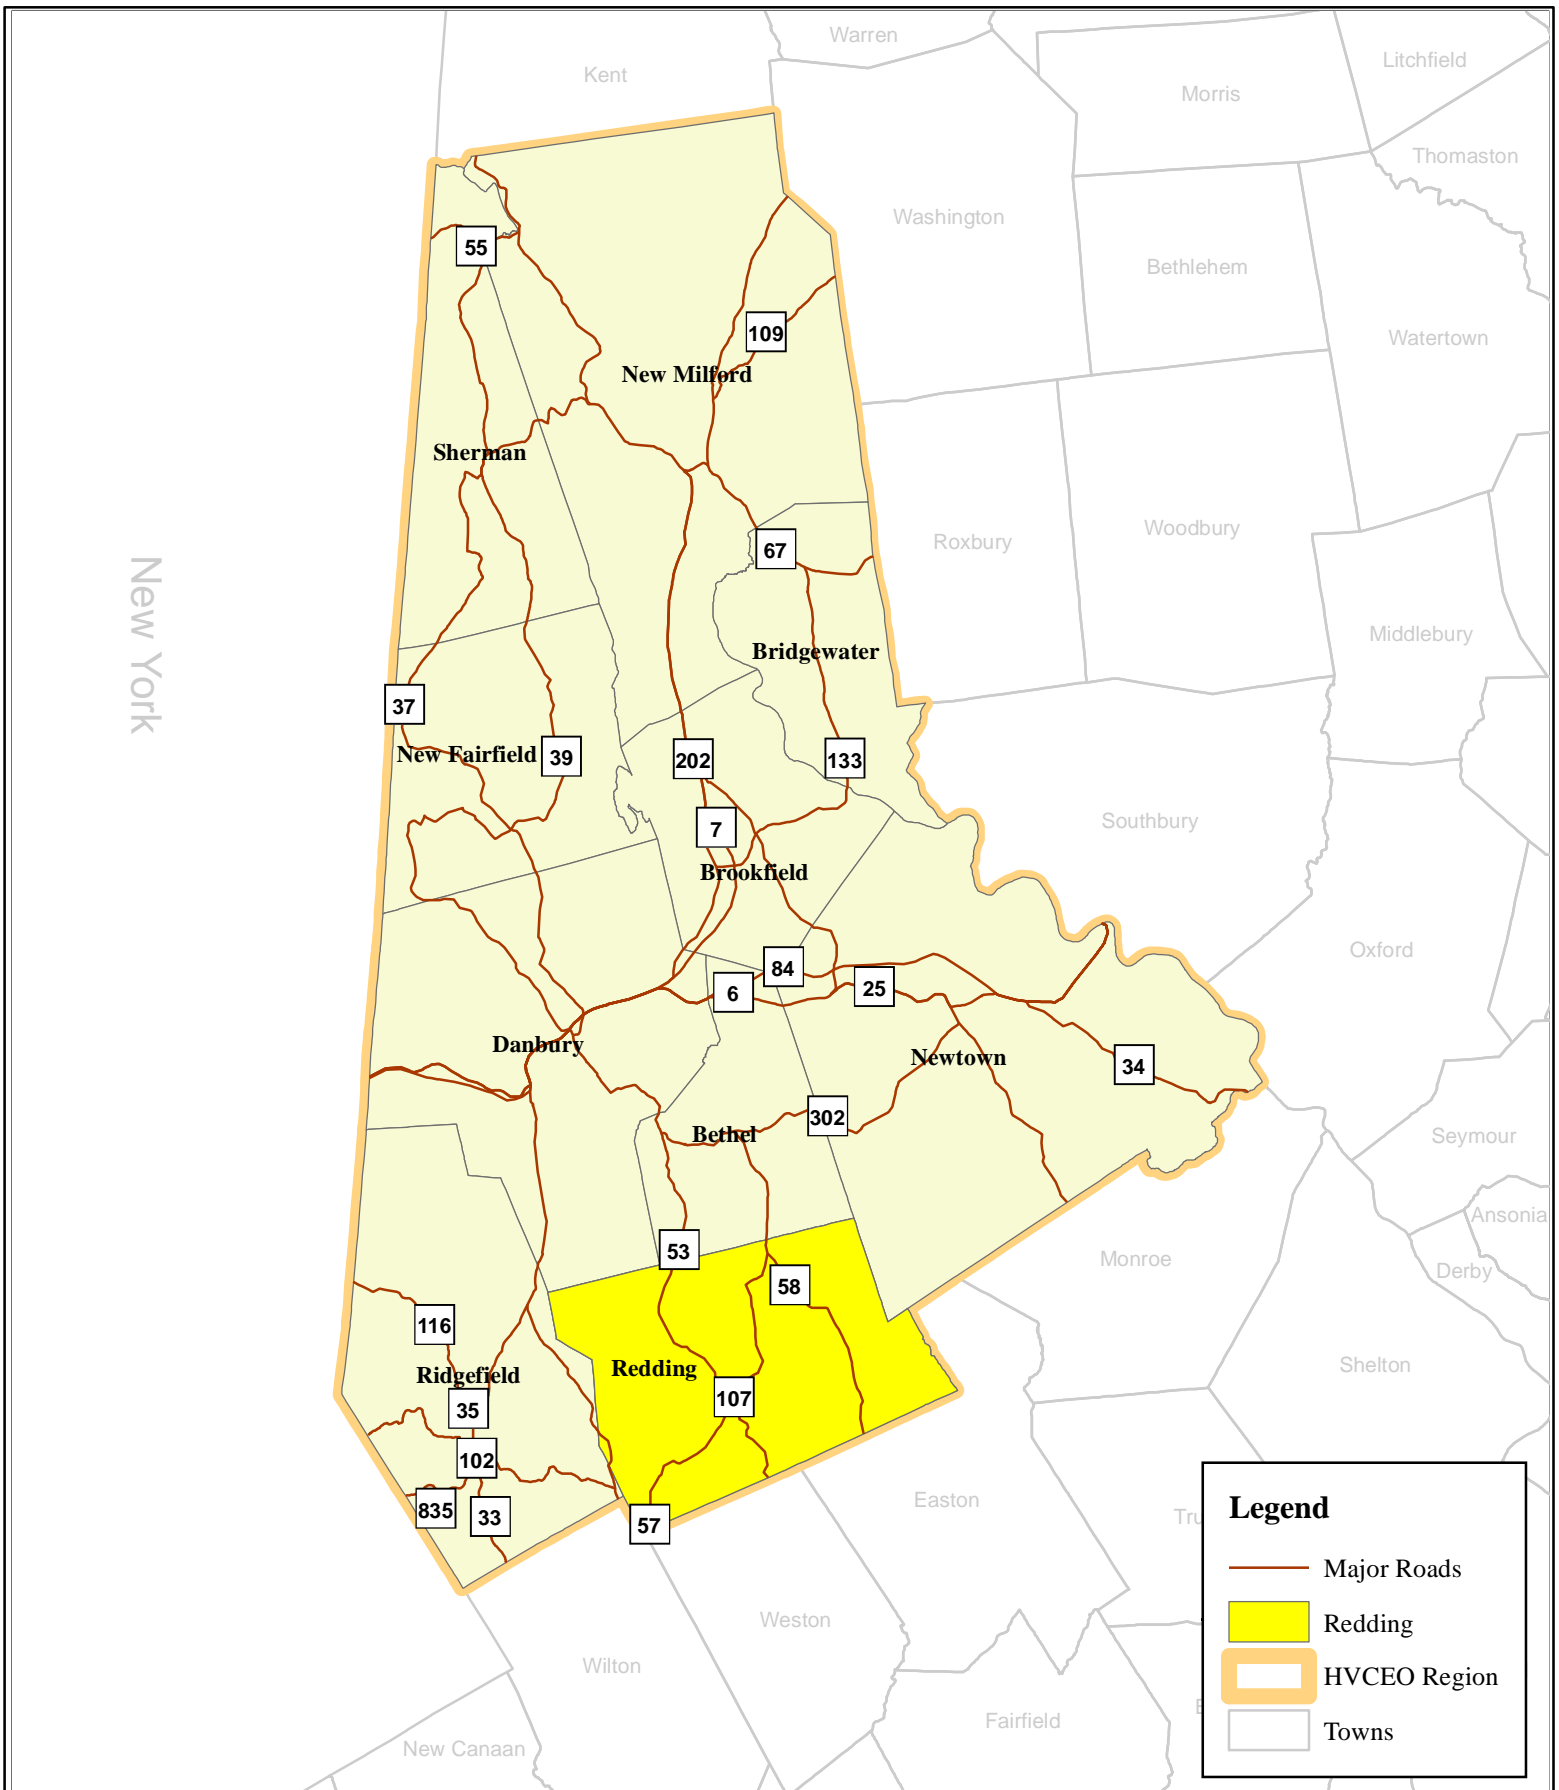 Warren
Kent
Litchfield
Morris
Thomaston
Washington
55
Bethlehem
109
Watertown
New Milford
Sherman
Woodbury
Roxbury
67
New York
Middlebury
Bridgewater
37
New Fairfield
39
202
133
7
Southbury
Brookfield
Oxford
84
6
25
Danbury
Newtown
34
302
Bethel
Seymour
Ansonia
53
Monroe
Derby
58
116
Redding
Shelton
Ridgefield
107
35
102
Easton
835
33
57
Legend
Major Roads
Redding
HVCEO Region
Towns
Weston
Wilton
Fairfield
New Canaan